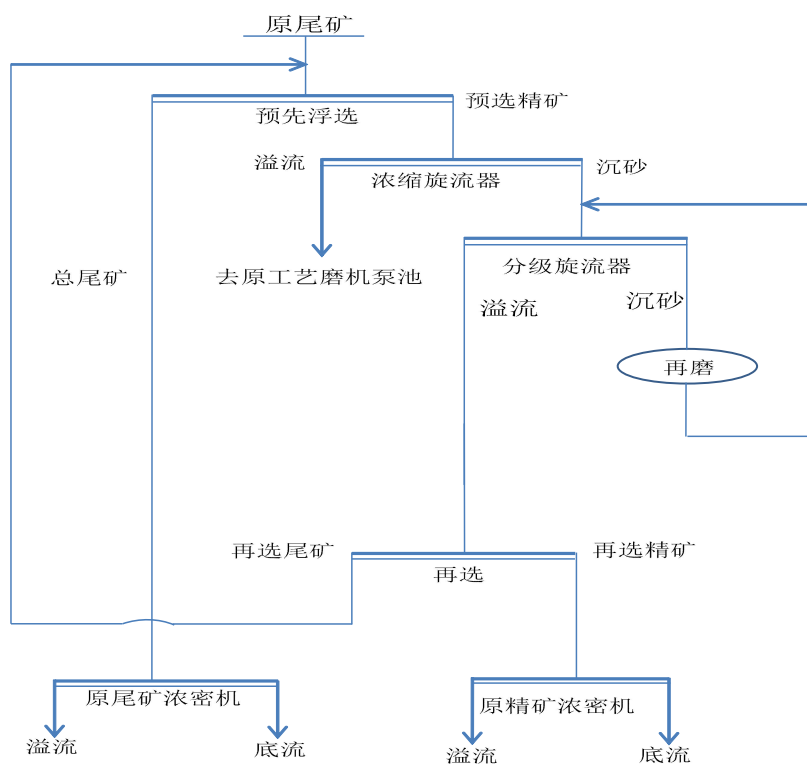 原尾矿
预选精矿
预先浮选
溢流
沉砂
浓缩旋流器
总尾矿
去原工艺磨机泵池
分级旋流器
溢流
沉砂
再磨
再选尾矿
再选精矿
再选
原尾矿浓密机
原精矿浓密机
溢流
底流
溢流
底流